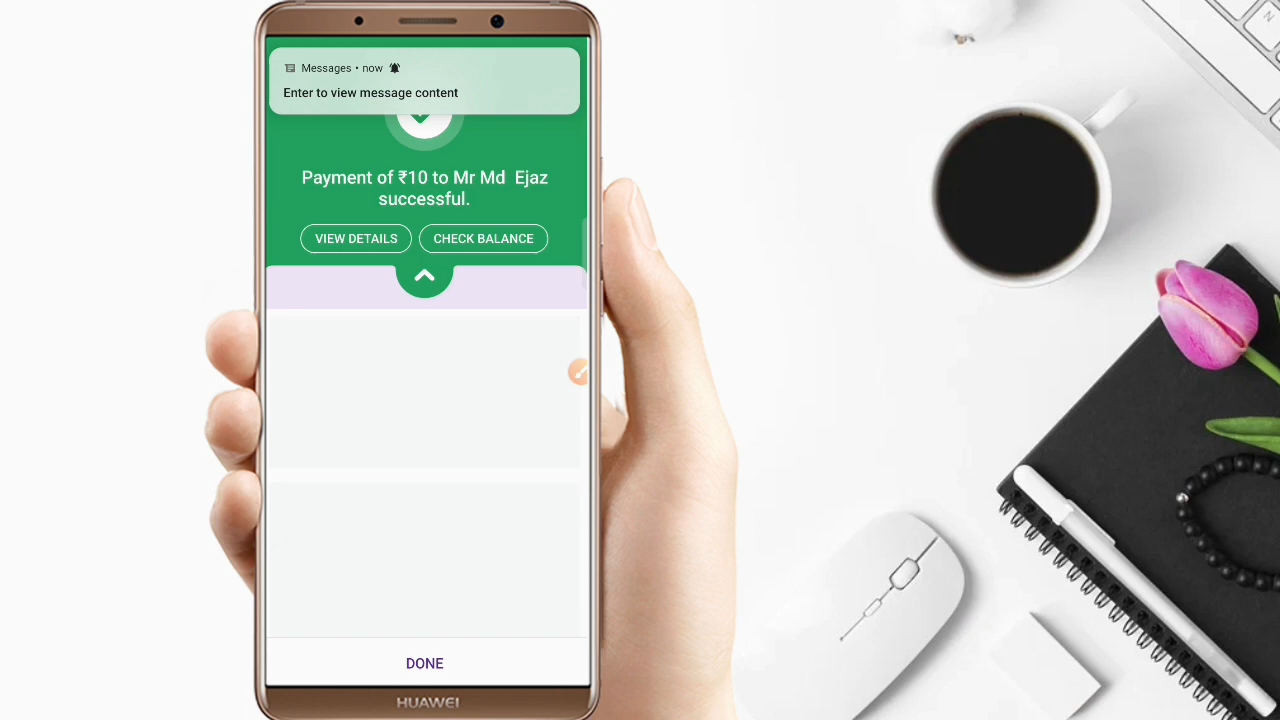 Messages • now
Enter to view message content
Payment of ₹10 to Mr Md  Ejaz
successful.
VIEW DETAILS
CHECK BALANCE
DONE
HUAWEI
N